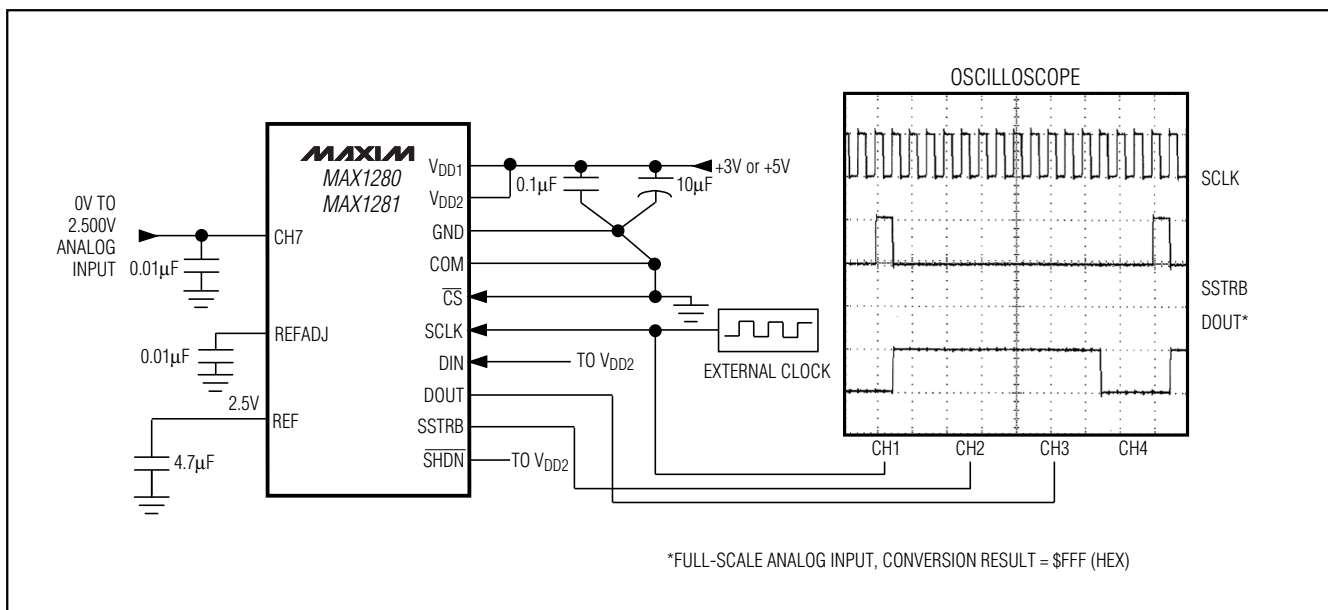 OSCILLOSCOPE
MAXIM
MAX1280
MAX1281
0V TO
2.500V
ANALOG
INPUT
0.01µF
CH7
REFADJ
0.01µF
2.5V
REF
4.7µF
VDD1
VDD2
GND
COM
CS
SCLK
DIN
DOUT
SSTRB
SHDN
0.1µF
10µF
+3V or +5V
EXTERNAL CLOCK
TO VDD2
TO VDD2
SCLK
SSTRB
DOUT*
CH1
CH2
CH3
CH4
*FULL-SCALE ANALOG INPUT, CONVERSION RESULT = $FFF (HEX)